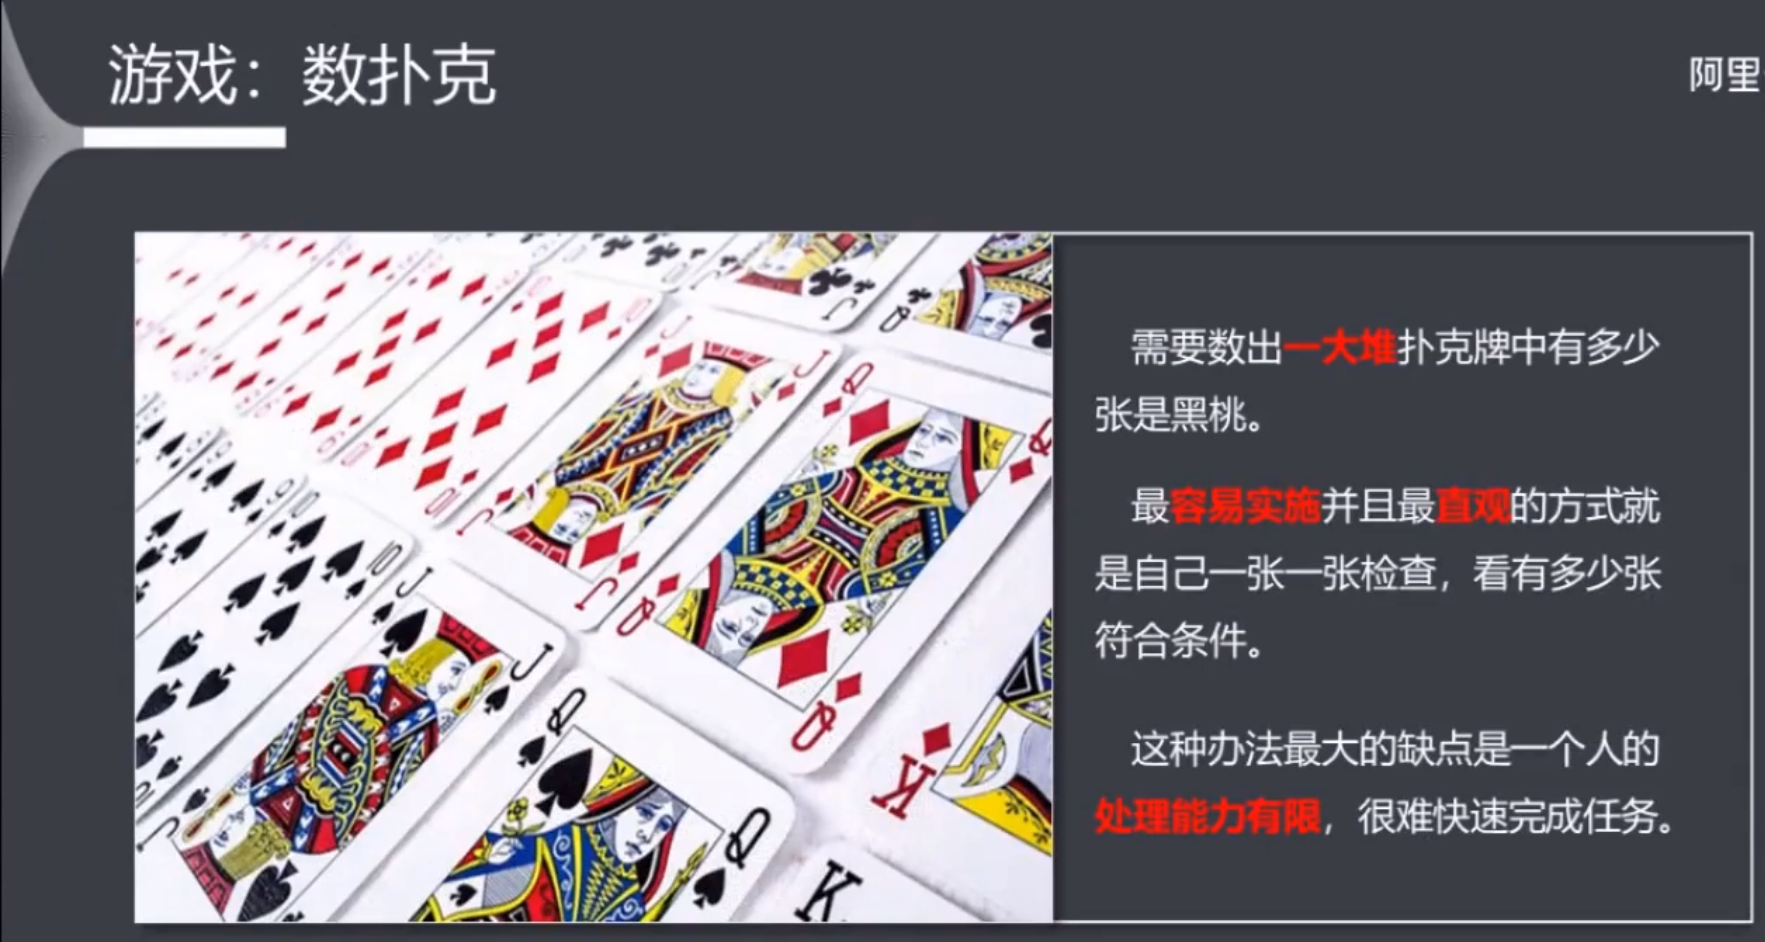 游戏：数扑克
阿里
需要数出一大堆扑克牌中有多少
张是黑桃。
最容易实施并且最直观的方式就
是自己一张一张检查，看有多少张
符合条件。
这种办法最大的缺点是一个人的
处理能力有限，很难快速完成任务。
J
J
Q
Q
J
Q
Q
K
10
10
J
J
Q
Q
K